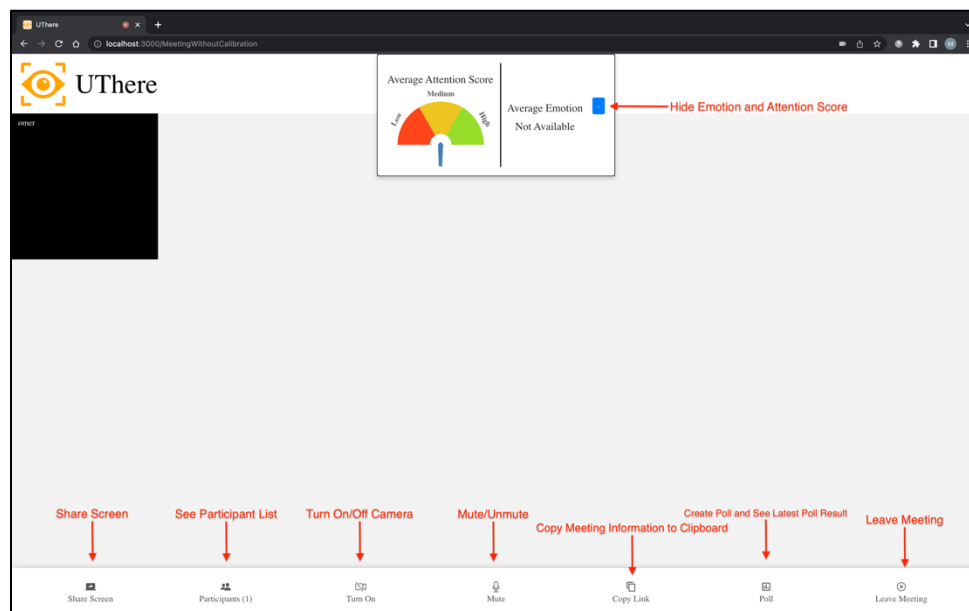 UThere
localhost:3000/MeetingWithoutCalibration
UThere
Average Attention Score
Medium
Low
High
Average Emotion
Not Available
-
Hide Emotion and Attention Score
omer
Share Screen
See Participant List
Turn On/Off Camera
Mute/Unmute
Copy Meeting Information to Clipboard
Create Poll and See Latest Poll Result
Leave Meeting
Share Screen
Participants (1)
Turn On
Mute
Copy Link
Poll
Leave Meeting